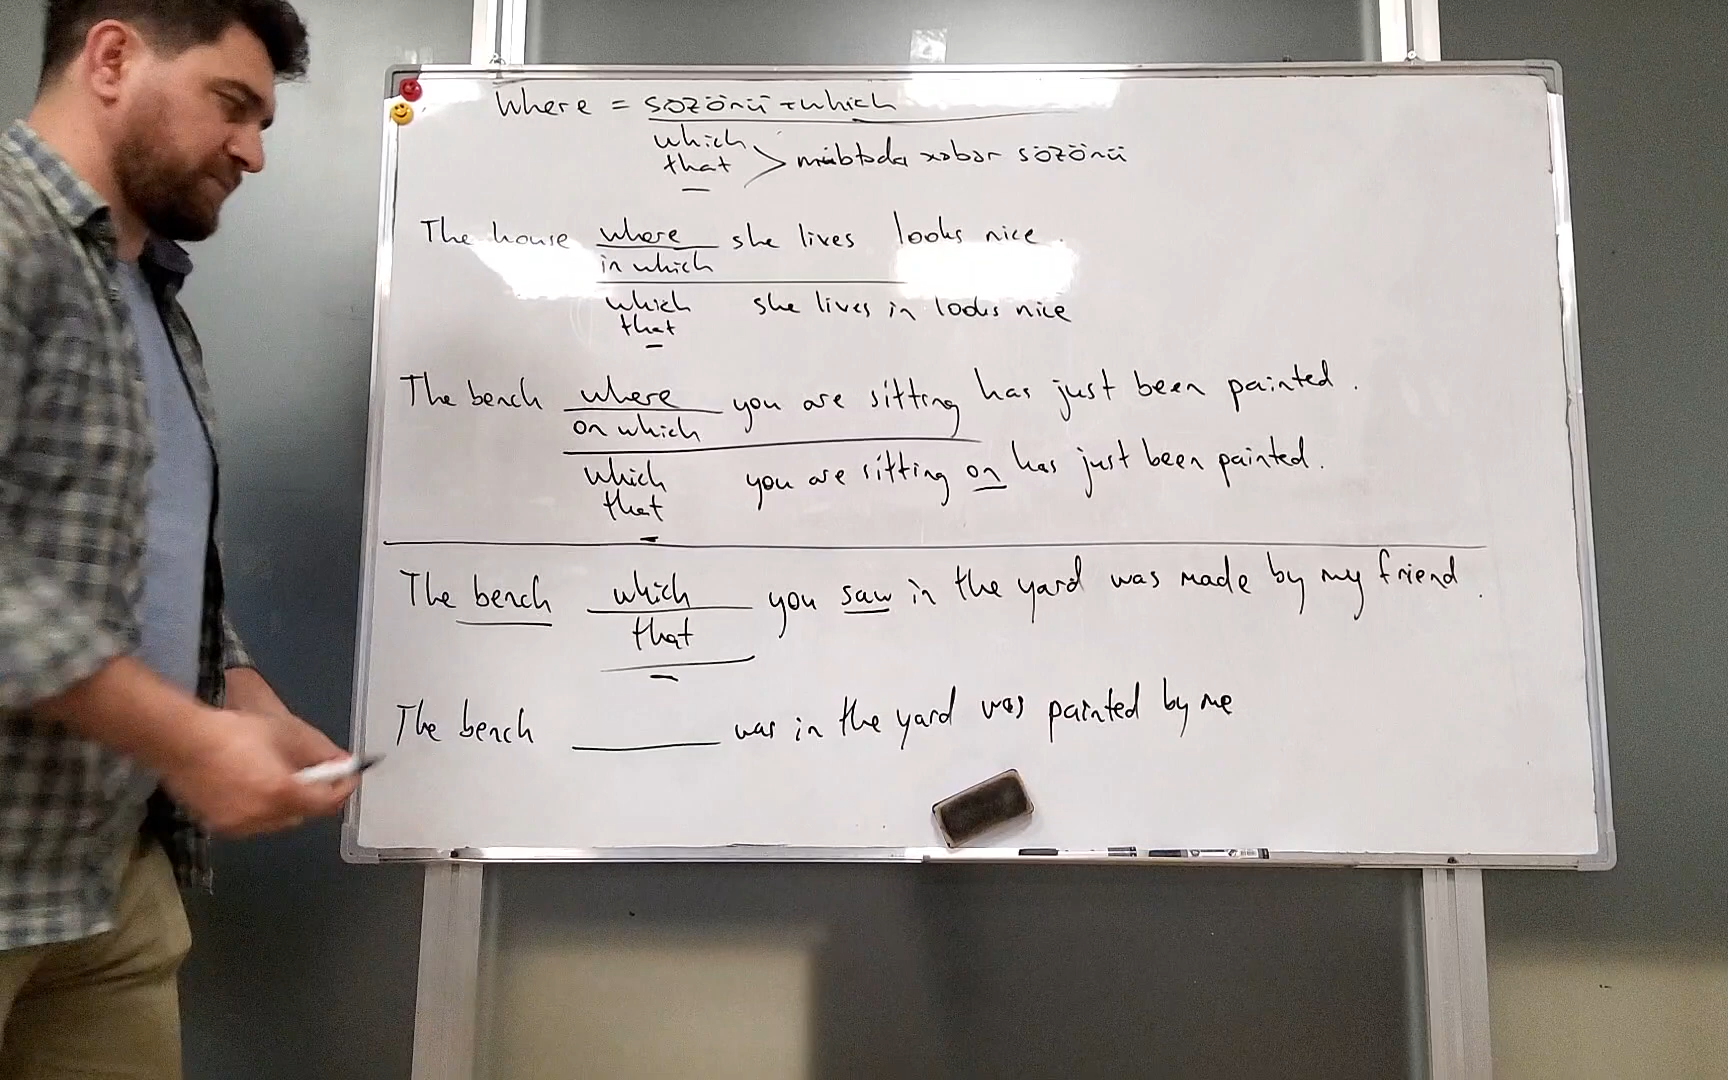 Where = sözönü + which
which
that > mübtəda xəbər sözönü
The house where she lives looks nice.
in which
which she lives in looks nice
that
The bench where you are sitting has just been painted.
on which
which you are sitting on has just been painted.
that
The bench which you saw in the yard was made by my friend.
that
The bench ______ was in the yard was painted by me